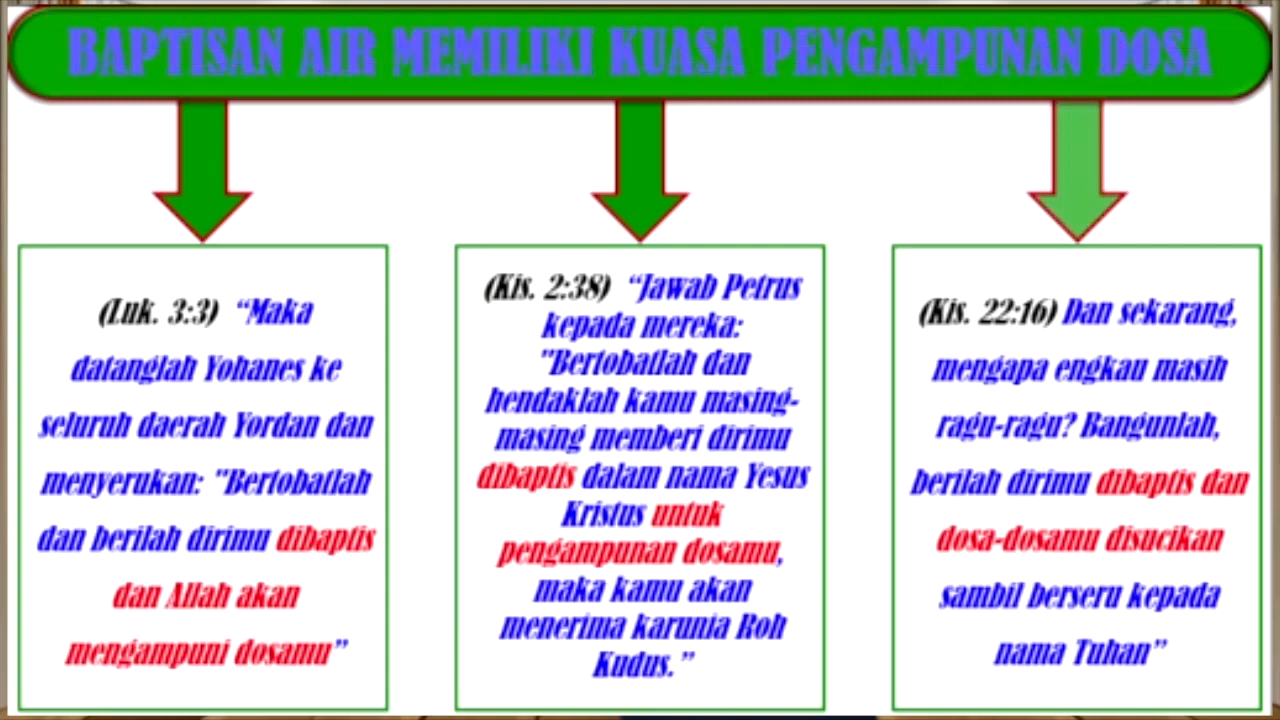 BAPTISAN AIR MEMILIKI KUASA PENGAMPUNAN DOSA
(Luk. 3:3) “Maka
datanglah Yohanes ke
seluruh daerah Yordan dan
menyerukan: "Bertobatlah
dan berilah dirimu dibaptis
dan Allah akan
mengampuni dosamu”
(Kis. 2:38) “Jawab Petrus
kepada mereka:
"Bertobatlah dan
hendaklah kamu masing-
masing memberi dirimu
dibaptis dalam nama Yesus
Kristus untuk
pengampunan dosamu,
maka kamu akan
menerima karunia Roh
Kudus.”
(Kis. 22:16) Dan sekarang,
mengapa engkau masih
ragu-ragu? Bangunlah,
berilah dirimu dibaptis dan
dosa-dosamu disucikan
sambil berseru kepada
nama Tuhan”